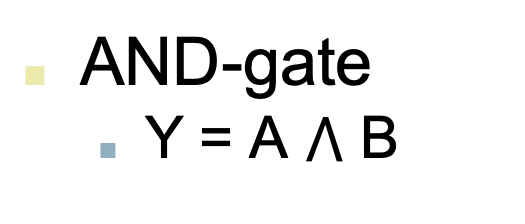 AND-gate
Y = A ⋀ B